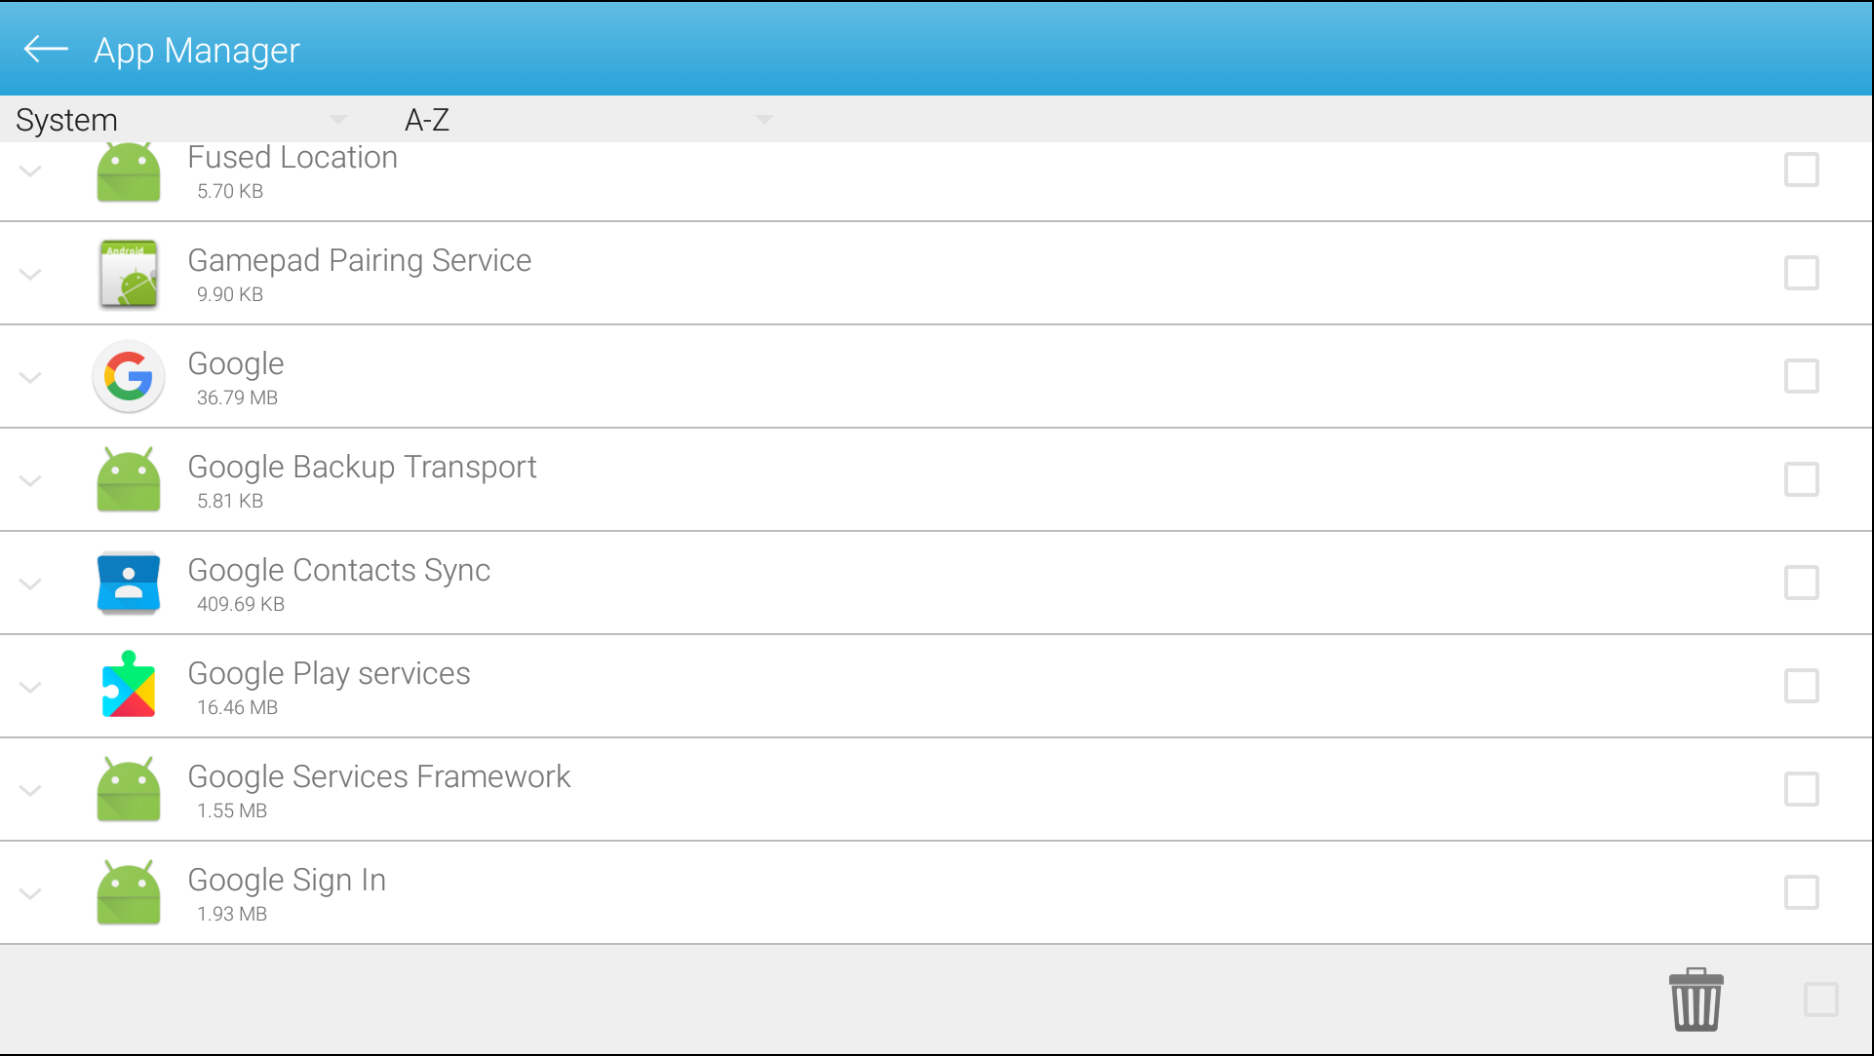 App Manager
System A-Z
Fused Location
5.70 KB
Android
Gamepad Pairing Service
9.90 KB
Google
36.79 MB
Google Backup Transport
5.81 KB
Google Contacts Sync
409.69 KB
Google Play services
16.46 MB
Google Services Framework
1.55 MB
Google Sign In
1.93 MB